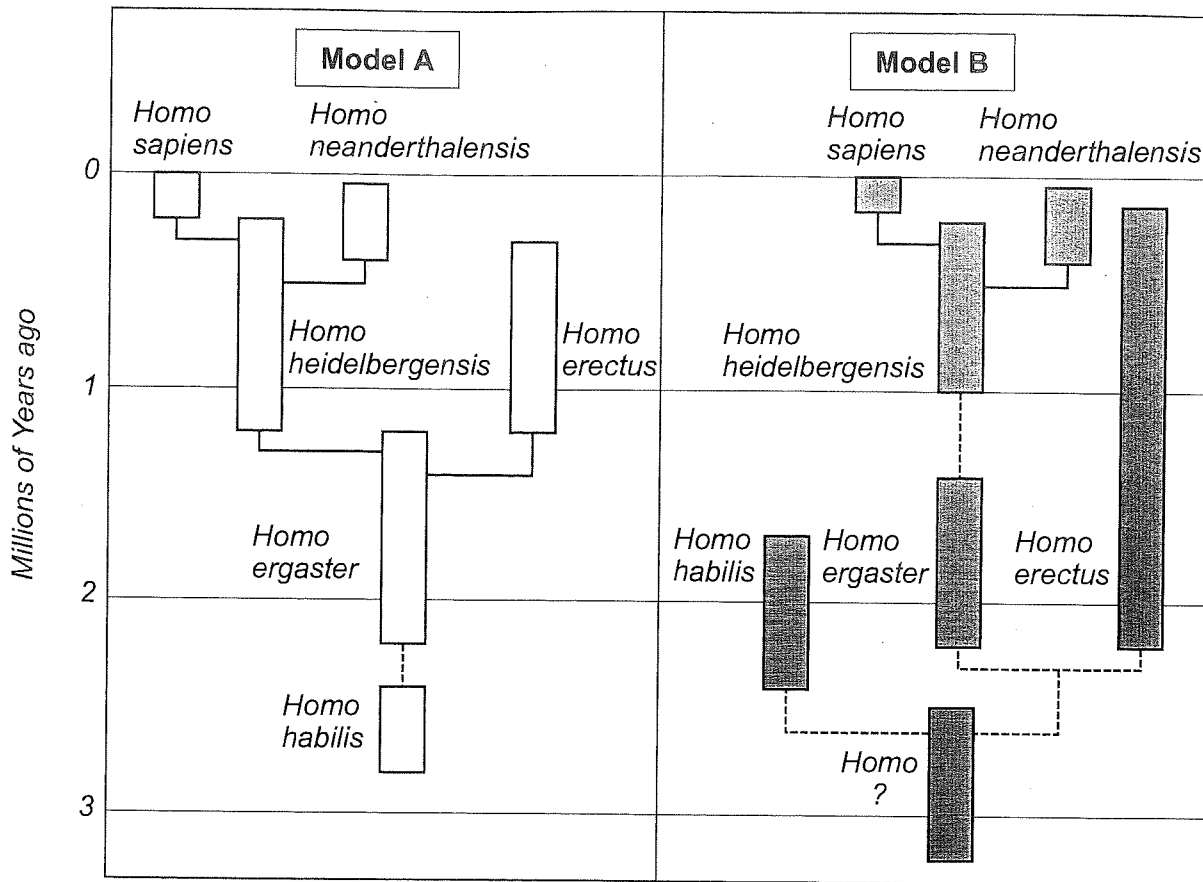 Model A
Model B
Homo
sapiens
Homo
neanderthalensis
Homo
sapiens
Homo
neanderthalensis
0
Homo
heidelbergensis
Homo
erectus
Homo
heidelbergensis
1
Millions of Years ago
Homo
ergaster
Homo
habilis
Homo
ergaster
Homo
erectus
2
Homo
habilis
Homo
?
3